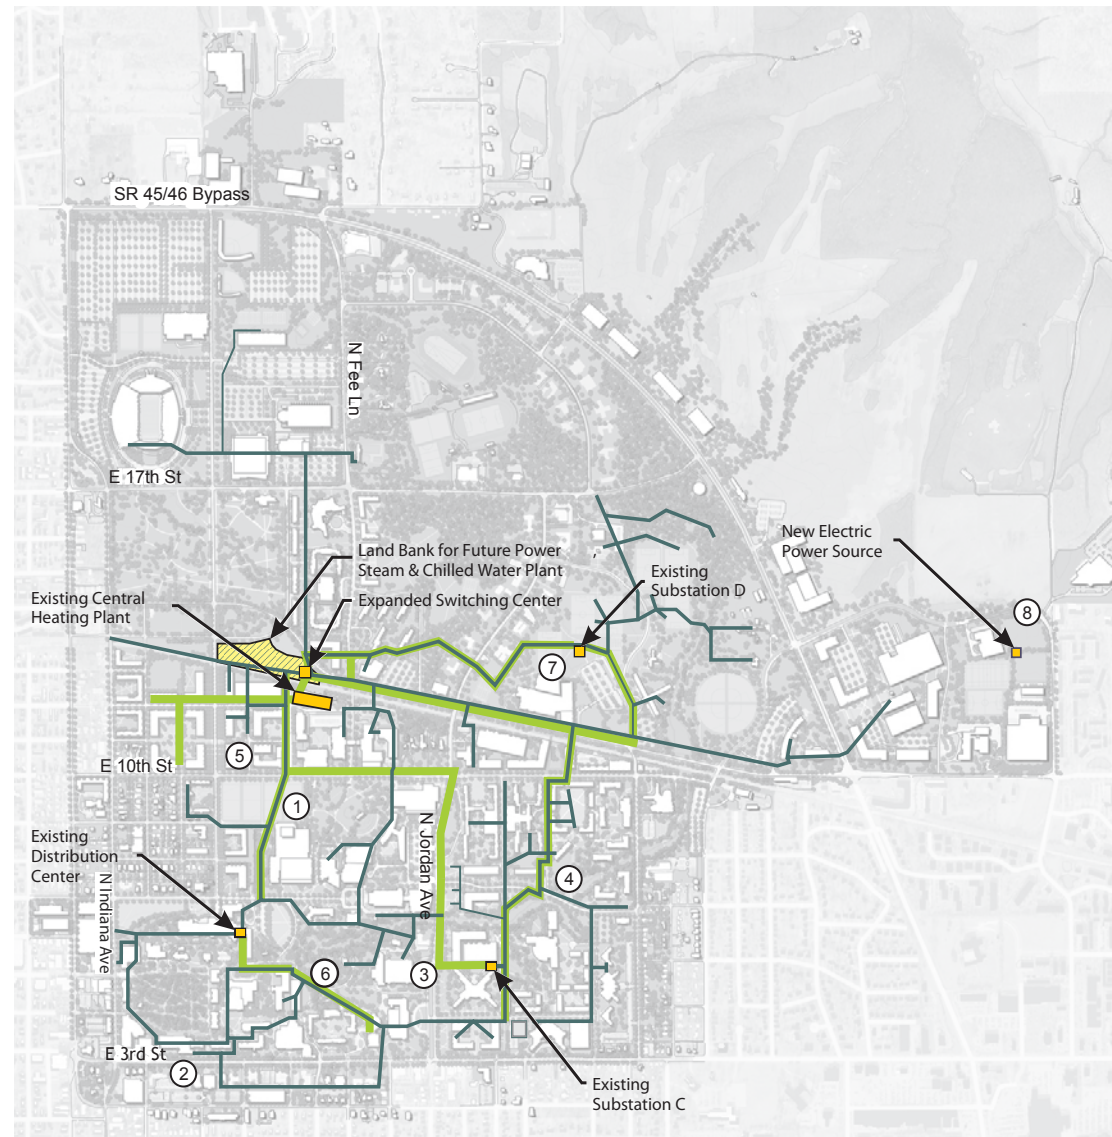 SR 45/46 Bypass
N Fee Ln
E 17th St
New Electric
Power Source
Land Bank for Future Power
Steam & Chilled Water Plant
Existing
Substation D
Existing Central
Heating Plant
Expanded Switching Center
8
7
5
E 10th St
1
N Jordan Ave
Existing
Distribution
Center
4
N Indiana Ave
6
3
E 3rd St
2
Existing
Substation C